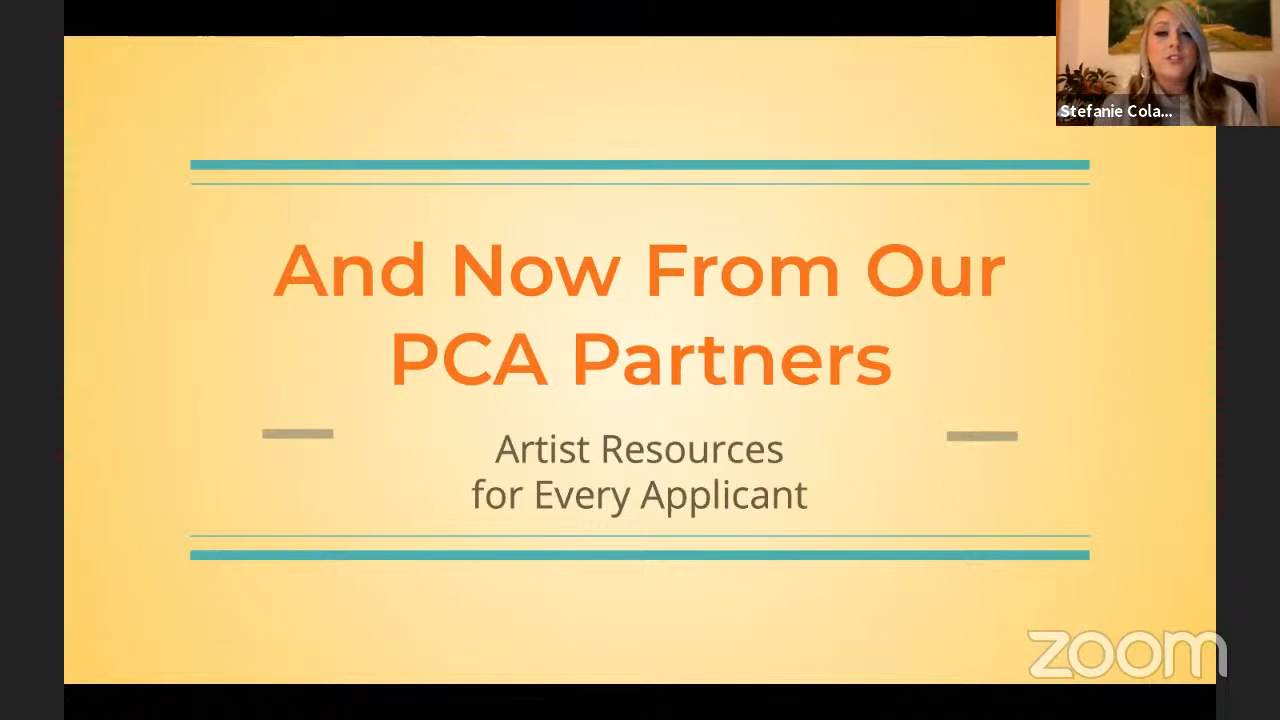 Stefanie Cola...
And Now From Our
PCA Partners
Artist Resources
for Every Applicant
zoom